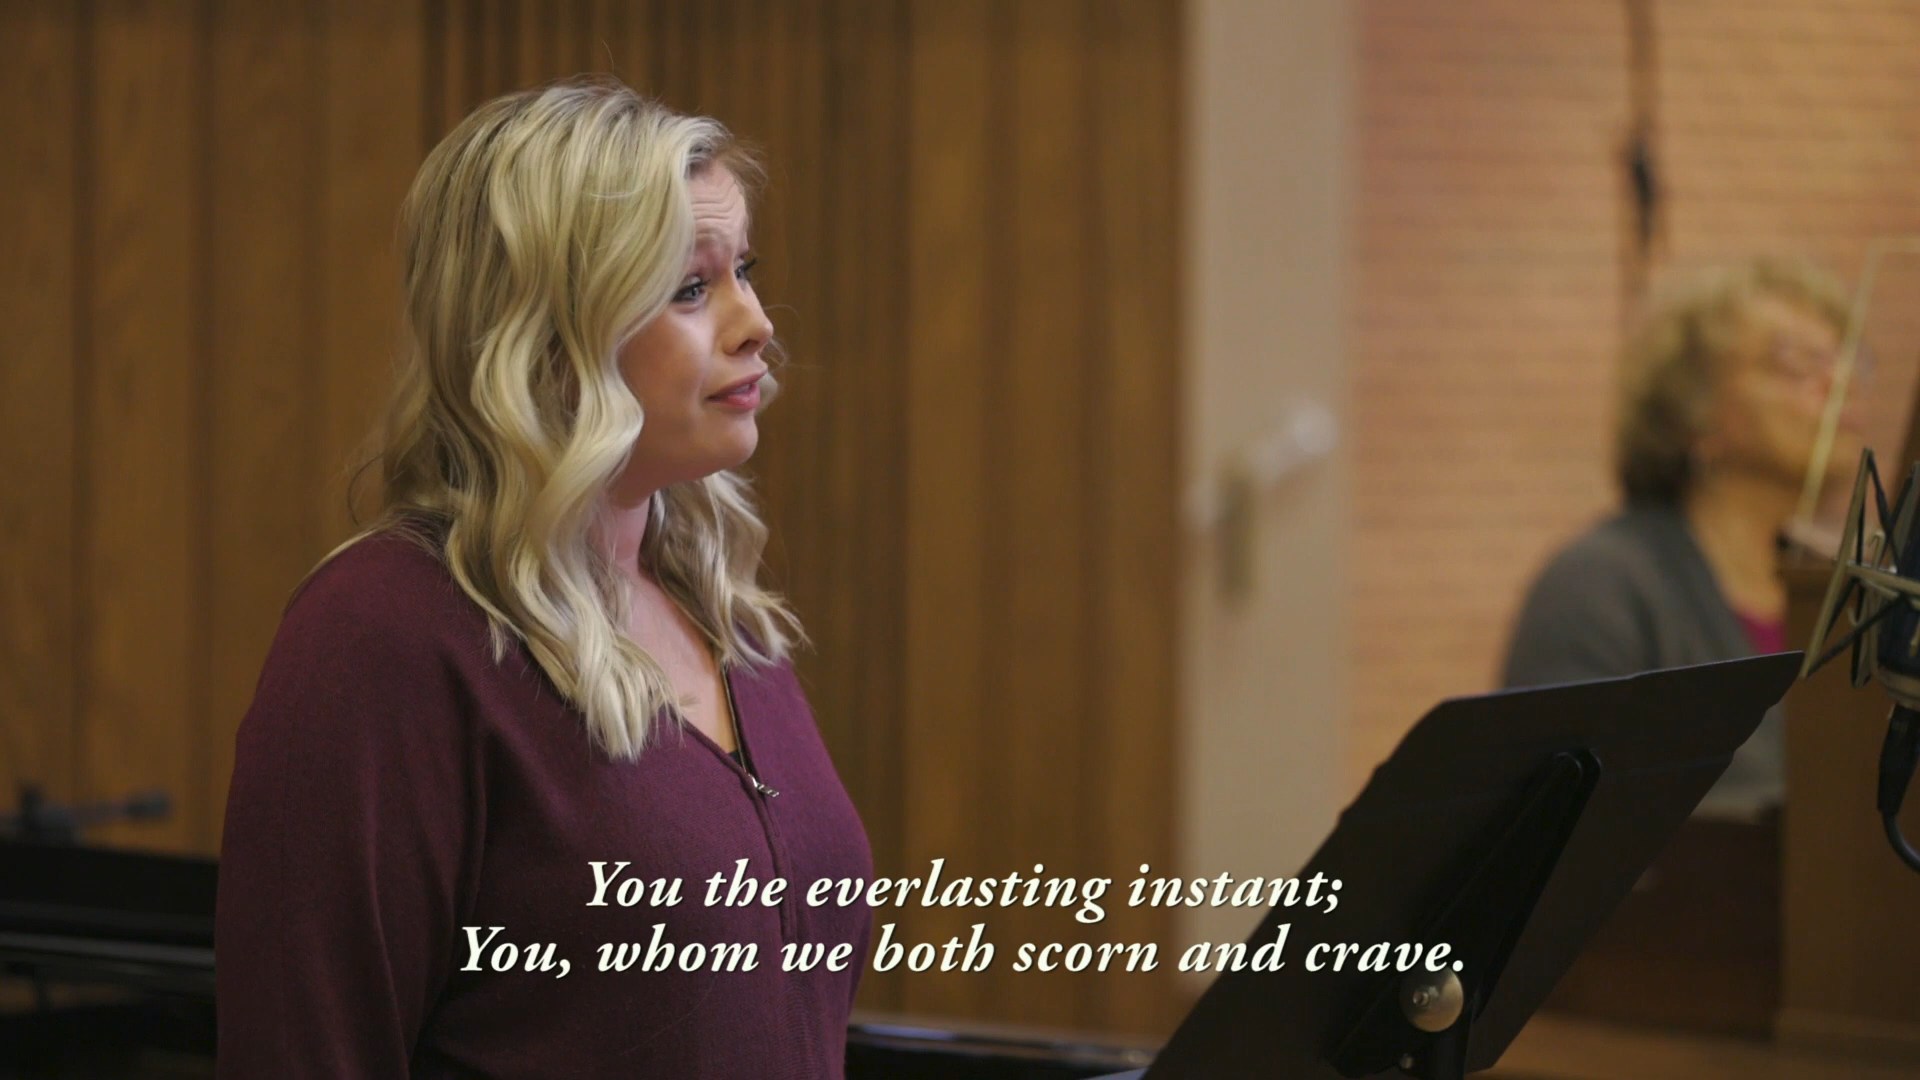 You the everlasting instant;
You, whom we both scorn and crave.